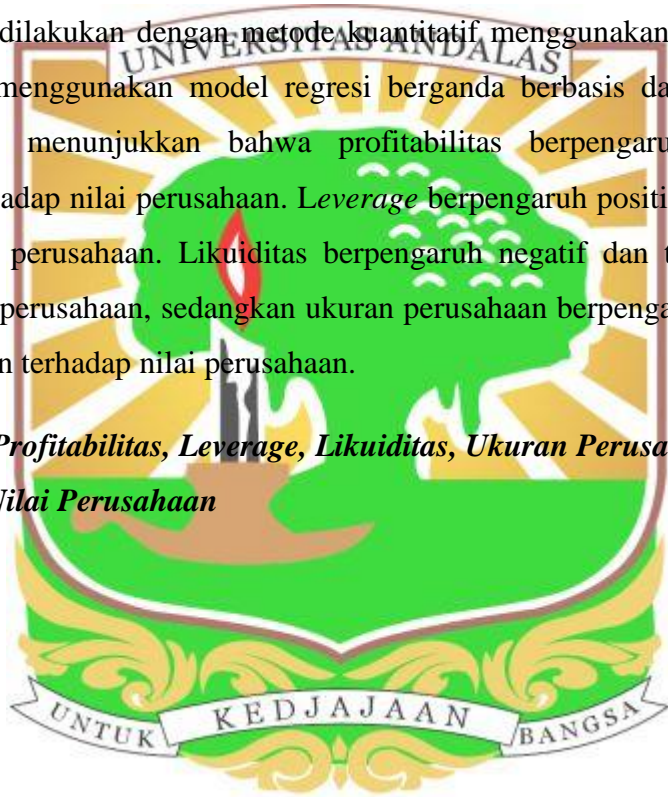 dilakukan dengan metode kuantitatif menggunakan
UNIVERSITAS ANDALAS
menggunakan model regresi berganda berbasis da
menunjukkan bahwa profitabilitas berpengaru
adap nilai perusahaan. Leverage berpengaruh positi
perusahaan. Likuiditas berpengaruh negatif dan t
perusahaan, sedangkan ukuran perusahaan berpenga
n terhadap nilai perusahaan.
Profitabilitas, Leverage, Likuiditas, Ukuran Perusa
Nilai Perusahaan
UNTUK KEDJAJAAN BANGSA